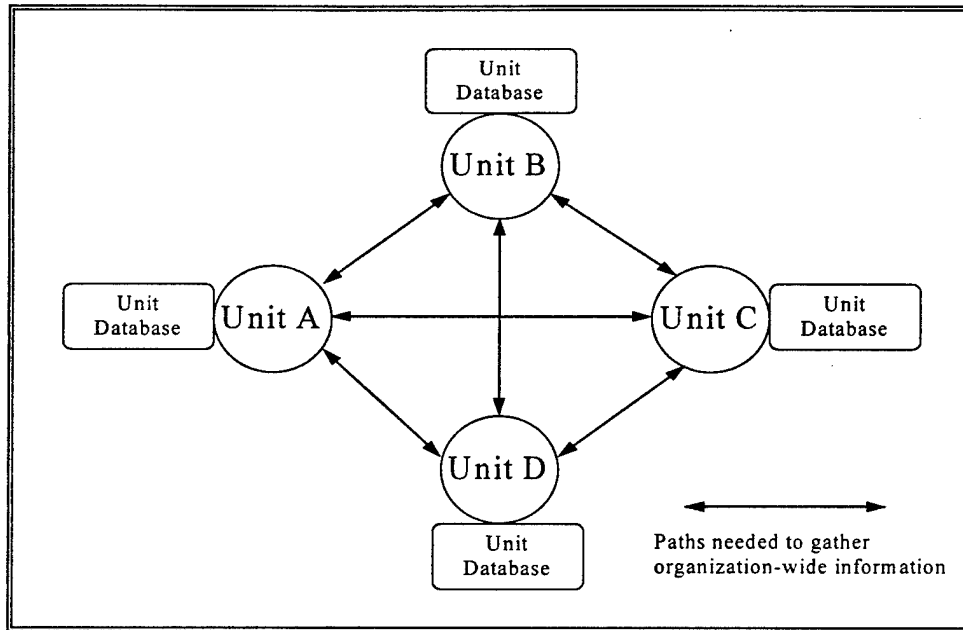 Unit
Database
Unit B
Unit
Database
Unit A
Unit C
Unit
Database
Unit D
Unit
Database
Paths needed to gather
organization-wide information